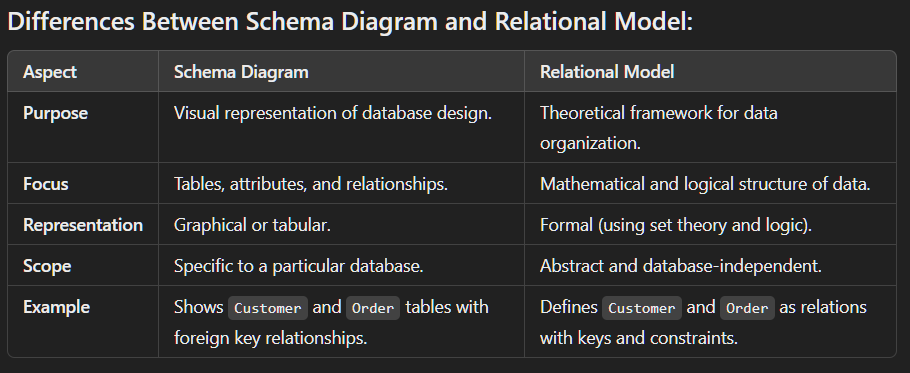 Differences Between Schema Diagram and Relational Model:
Aspect Schema Diagram Relational Model
Purpose Visual representation of database design. Theoretical framework for data
organization.
Focus Tables, attributes, and relationships. Mathematical and logical structure of data.
Representation Graphical or tabular. Formal (using set theory and logic).
Scope Specific to a particular database. Abstract and database-independent.
Example Shows Customer and Order tables with Defines Customer and Order as relations
foreign key relationships. with keys and constraints.